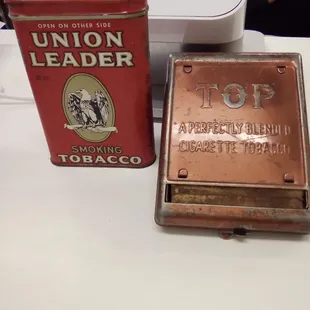 OPEN ON OTHER SIDE
UNION
LEADER
SMOKING
TOBACCO
TOP
A PERFECTLY BLENDED
CIGARETTE TOBACCO